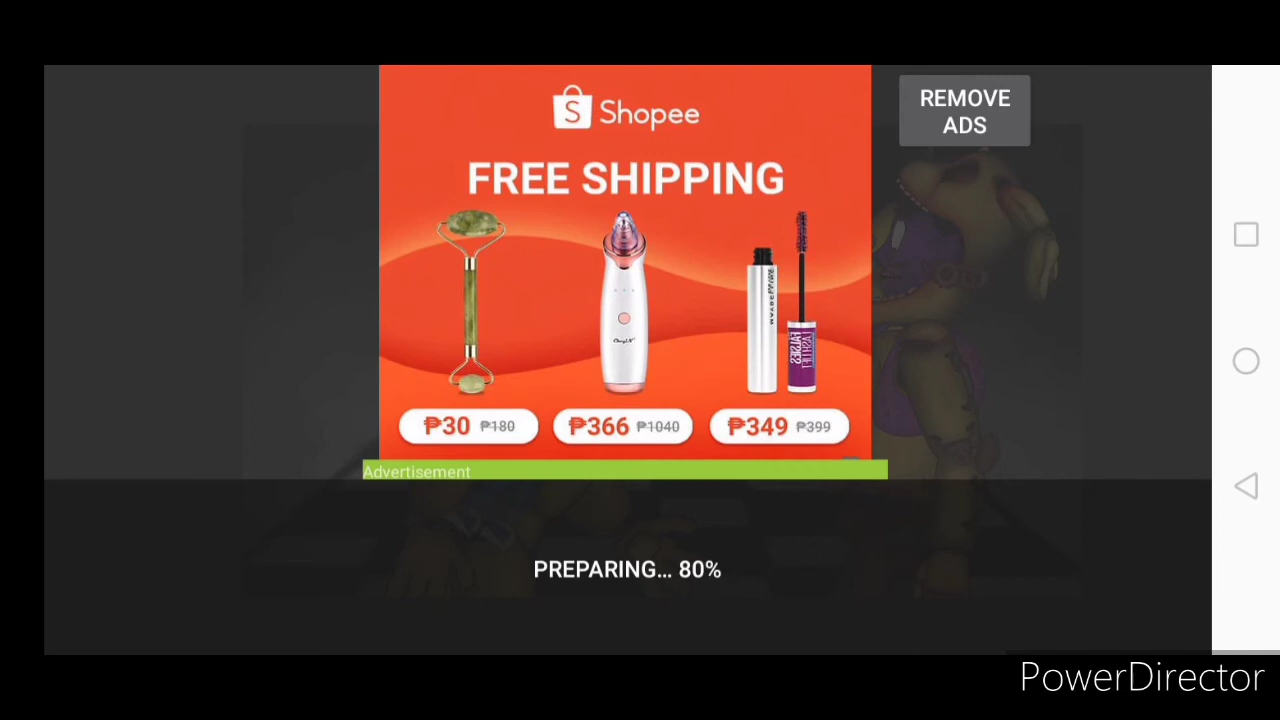 Shopee
REMOVE
ADS
FREE SHIPPING
₱30 ₱180
₱366 ₱1040
₱349 ₱399
Advertisement
PREPARING... 80%
PowerDirector